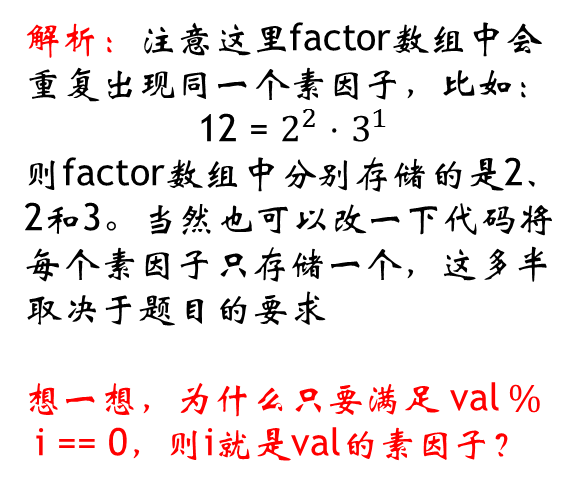 解析：注意这里factor数组中会
重复出现同一个素因子，比如：
12 = 2² · 3¹
则factor数组中分别存储的是2、
2和3。当然也可以改一下代码将
每个素因子只存储一个，这多半
取决于题目的要求
想一想，为什么只要满足 val %
i == 0，则i就是val的素因子？